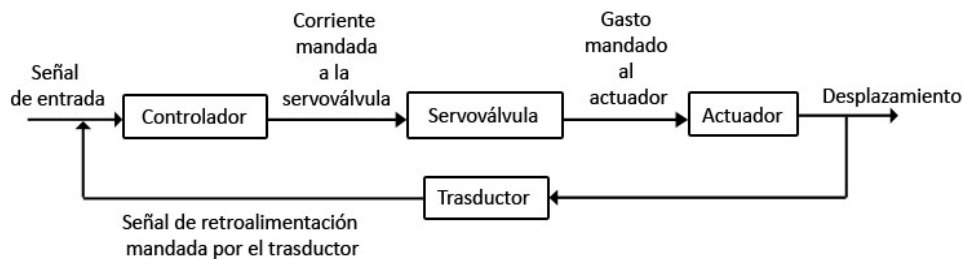 Señal
de entrada
Controlador
Corriente
mandada
a la
servoválvula
Servoválvula
Gasto
mandado
al
actuador
Actuador
Desplazamiento
Trasductor
Señal de retroalimentación
mandada por el trasductor